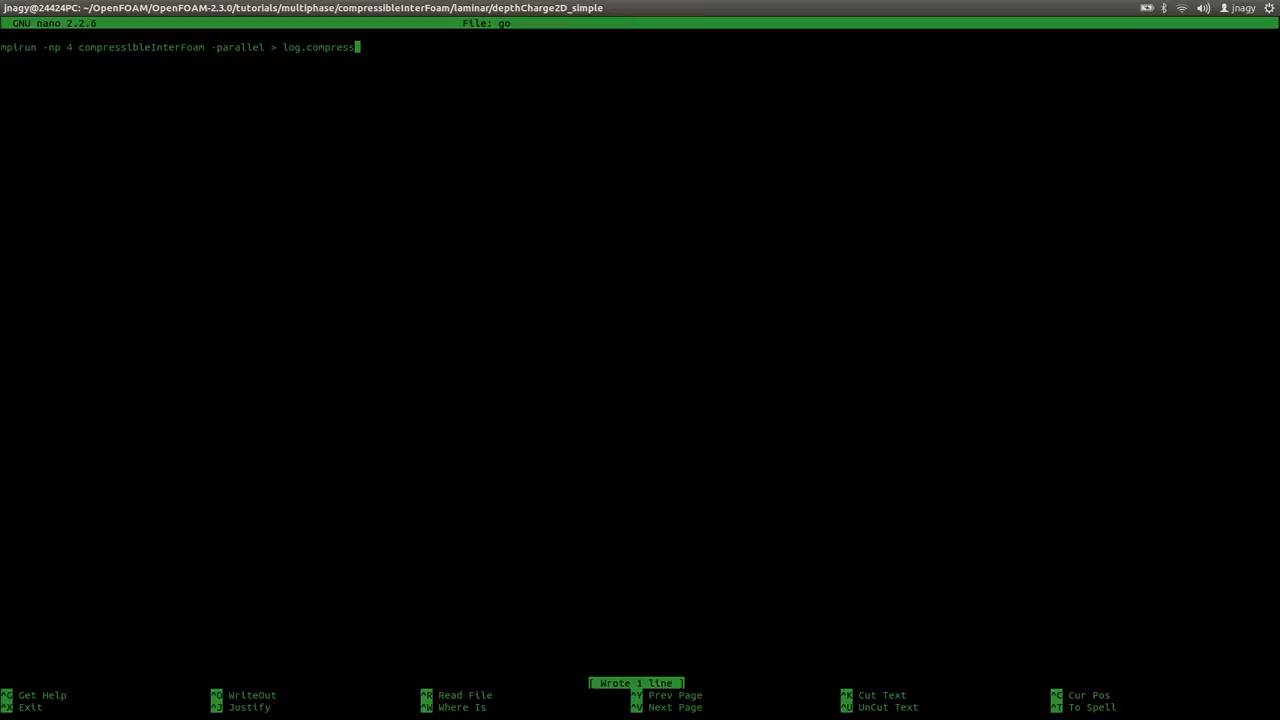 jnagy@24424PC: ~/OpenFOAM/OpenFOAM-2.3.0/tutorials/multiphase/compressibleInterFoam/laminar/depthCharge2D_simple jnagy
GNU nano 2.2.6 File: go
mpirun -np 4 compressibleInterFoam -parallel > log.compress
[ Wrote 1 line ]
^G Get Help ^O WriteOut ^R Read File ^Y Prev Page ^K Cut Text ^C Cur Pos
^X Exit ^J Justify ^W Where Is ^V Next Page ^U UnCut Text ^T To Spell